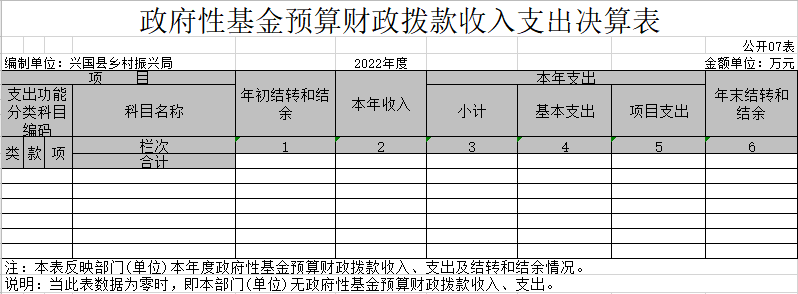 政府性基金预算财政拨款收入支出决算表
公开07表
编制单位：兴国县乡村振兴局 2022年度 金额单位：万元
项 目 年初结转和结余 本年收入 本年支出 年末结转和结余
支出功能分类科目编码 科目名称 小计 基本支出 项目支出
类 款 项 栏次 1 2 3 4 5 6
合计
注：本表反映部门(单位)本年度政府性基金预算财政拨款收入、支出及结转和结余情况。
说明：当此表数据为零时，即本部门(单位)无政府性基金预算财政拨款收入、支出。